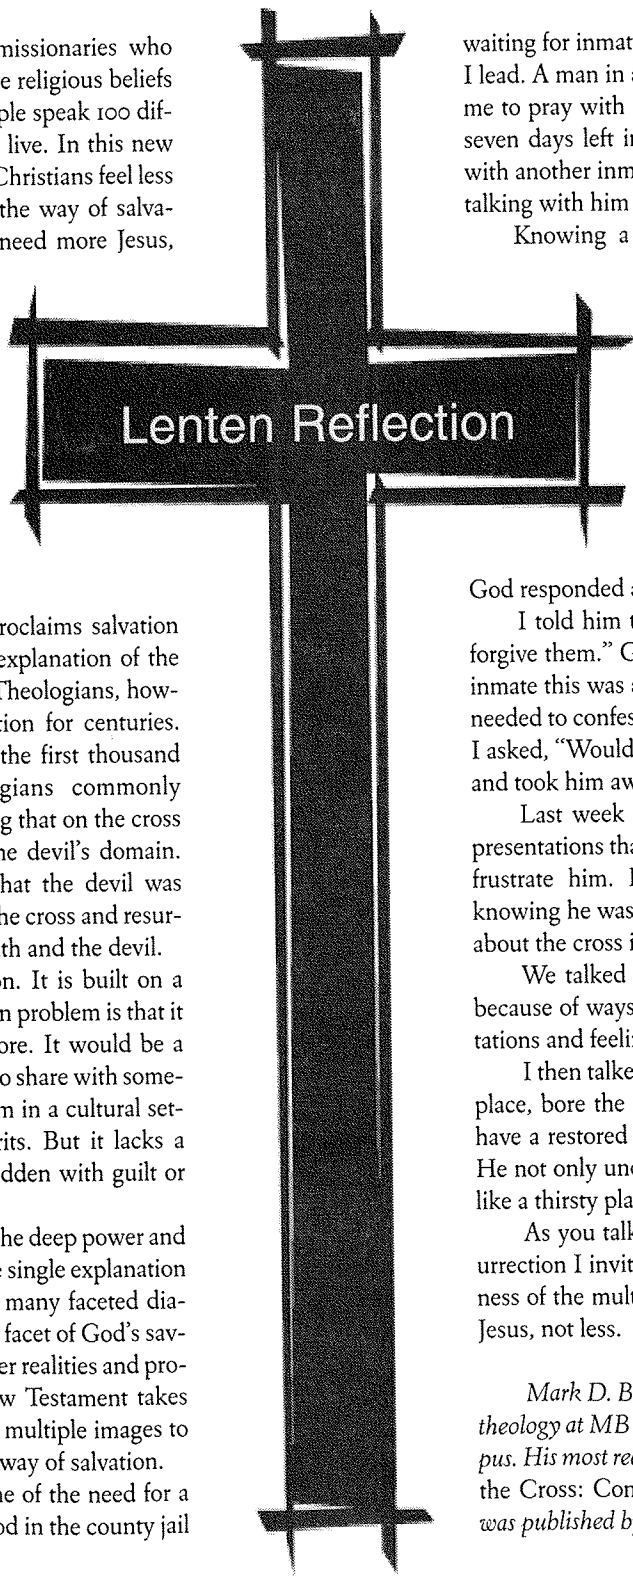 missionaries who
e religious beliefs
ple speak 100 dif-
live. In this new
Christians feel less
the way of salva-
need more Jesus,
Lenten Reflection
roclaims salvation
explanation of the
Theologians, how-
tion for centuries.
the first thousand
gians commonly
g that on the cross
he devil's domain.
hat the devil was
he cross and resur-
th and the devil.
on. It is built on a
n problem is that it
ore. It would be a
o share with some-
m in a cultural set-
rits. But it lacks a
dden with guilt or
he deep power and
e single explanation
many faceted dia-
facet of God's sav-
er realities and pro-
w Testament takes
multiple images to
way of salvation.
ne of the need for a
od in the county jail
waiting for inmat
I lead. A man in a
me to pray with
seven days left in
with another inm
talking with him
Knowing a
God responded a
I told him t
forgive them." G
inmate this was a
needed to confes
I asked, "Would
and took him aw
Last week
presentations tha
frustrate him. I
knowing he was
about the cross i
We talked
because of ways
tations and feelin
I then talke
place, bore the
have a restored
He not only und
like a thirsty pla
As you talk
urrection I invit
ness of the mult
Jesus, not less.
Mark D. B
theology at MB
pus. His most rec
the Cross: Con
was published by